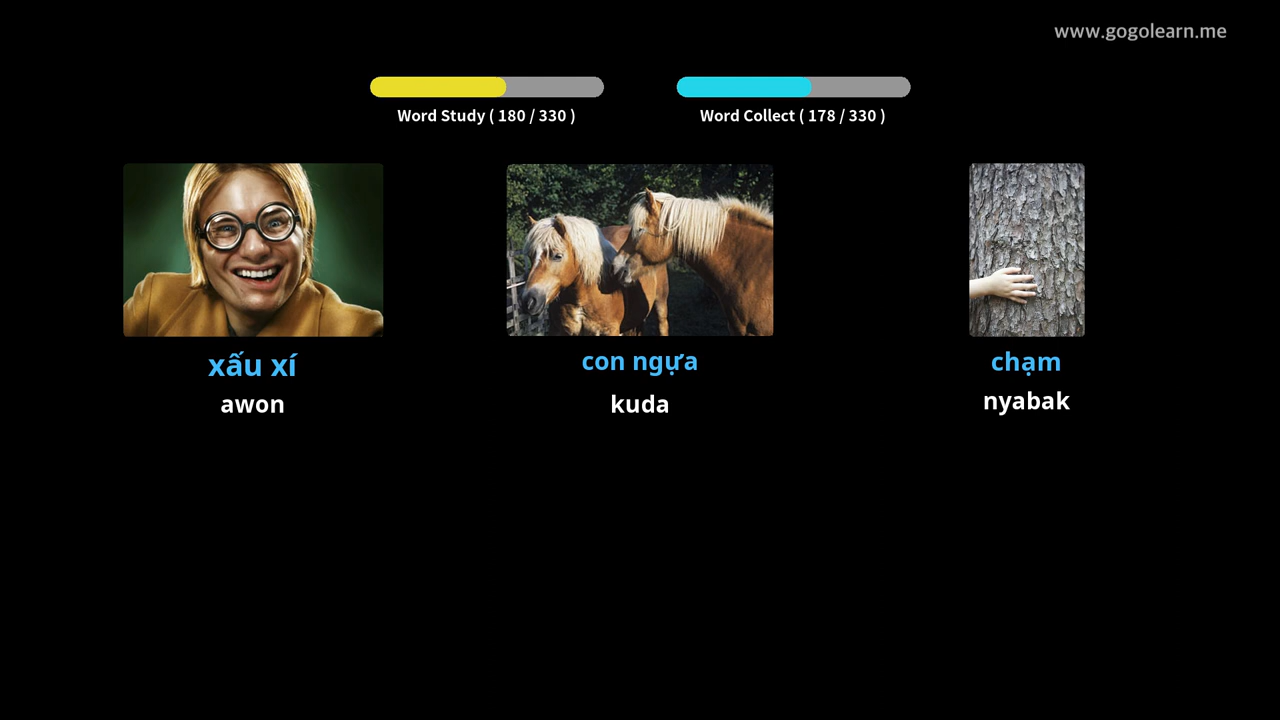 www.gogolearn.me
Word Study ( 180 / 330 )
Word Collect ( 178 / 330 )
xấu xí
awon
con ngựa
kuda
chạm
nyabak